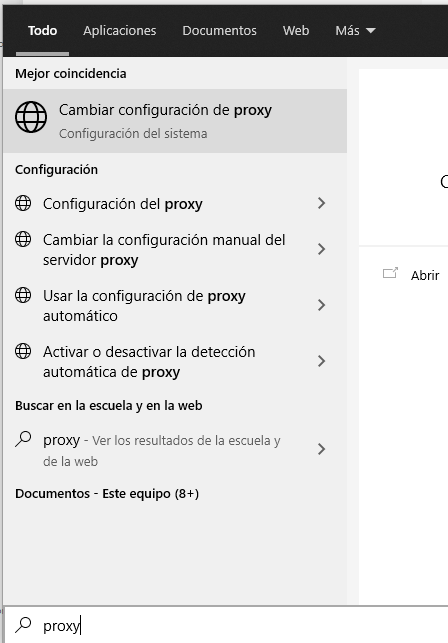 Todo Aplicaciones Documentos Web Más
Mejor coincidencia
Cambiar configuración de proxy
Configuración del sistema
Configuración
Configuración del proxy
Cambiar la configuración manual del
servidor proxy
Usar la configuración de proxy
automático
Activar o desactivar la detección
automática de proxy
Buscar en la escuela y en la web
proxy - Ver los resultados de la escuela y
de la web
Documentos - Este equipo (8+)
Abrir
proxy